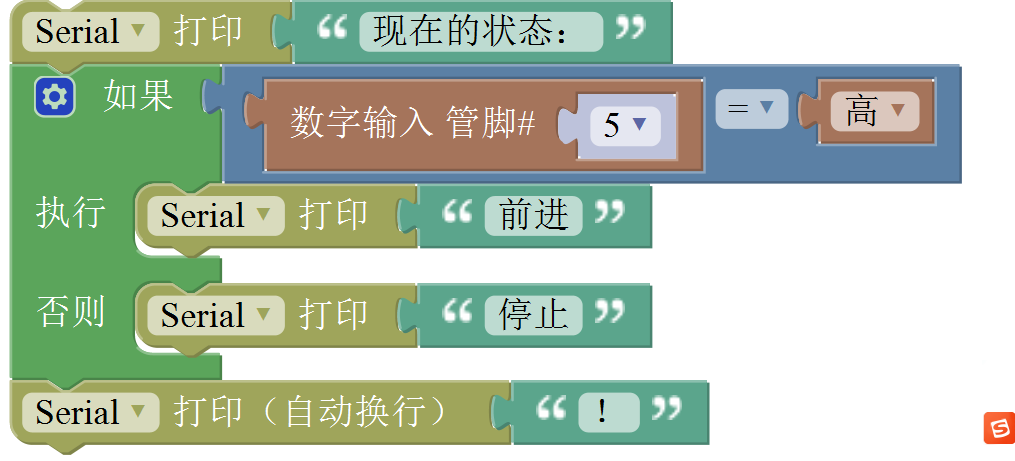 Serial 打印 “ 现在的状态： ”
如果 数字输入 管脚# 5 = 高
执行 Serial 打印 “ 前进 ”
否则 Serial 打印 “ 停止 ”
Serial 打印（自动换行） “ ！ ”